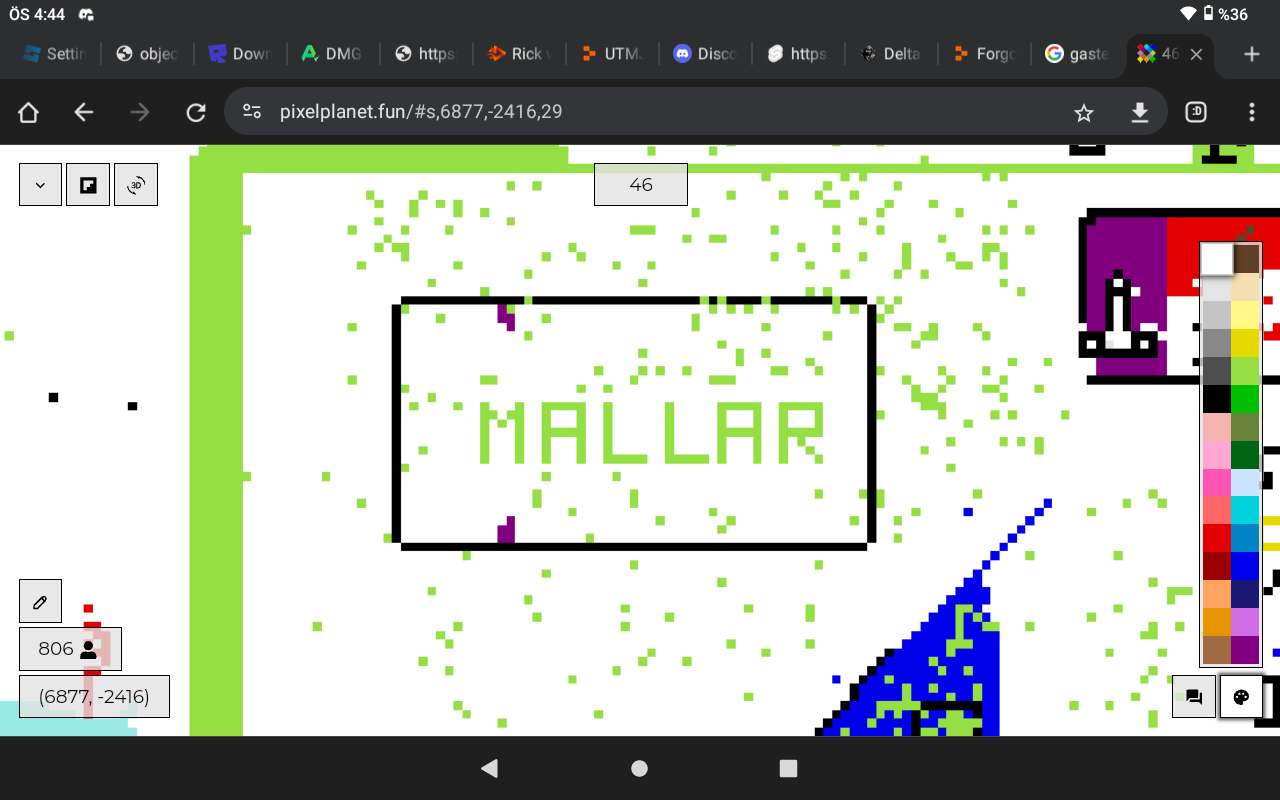 ÖS 4:44
%36
Settin
objec
Down
DMG
https:
Rick v
UTM.
Disco
https:
Delta
Forgo
gaste
46
pixelplanet.fun/#s,6877,-2416,29
:D
3D
46
MALLAR
806
(6877, -2416)